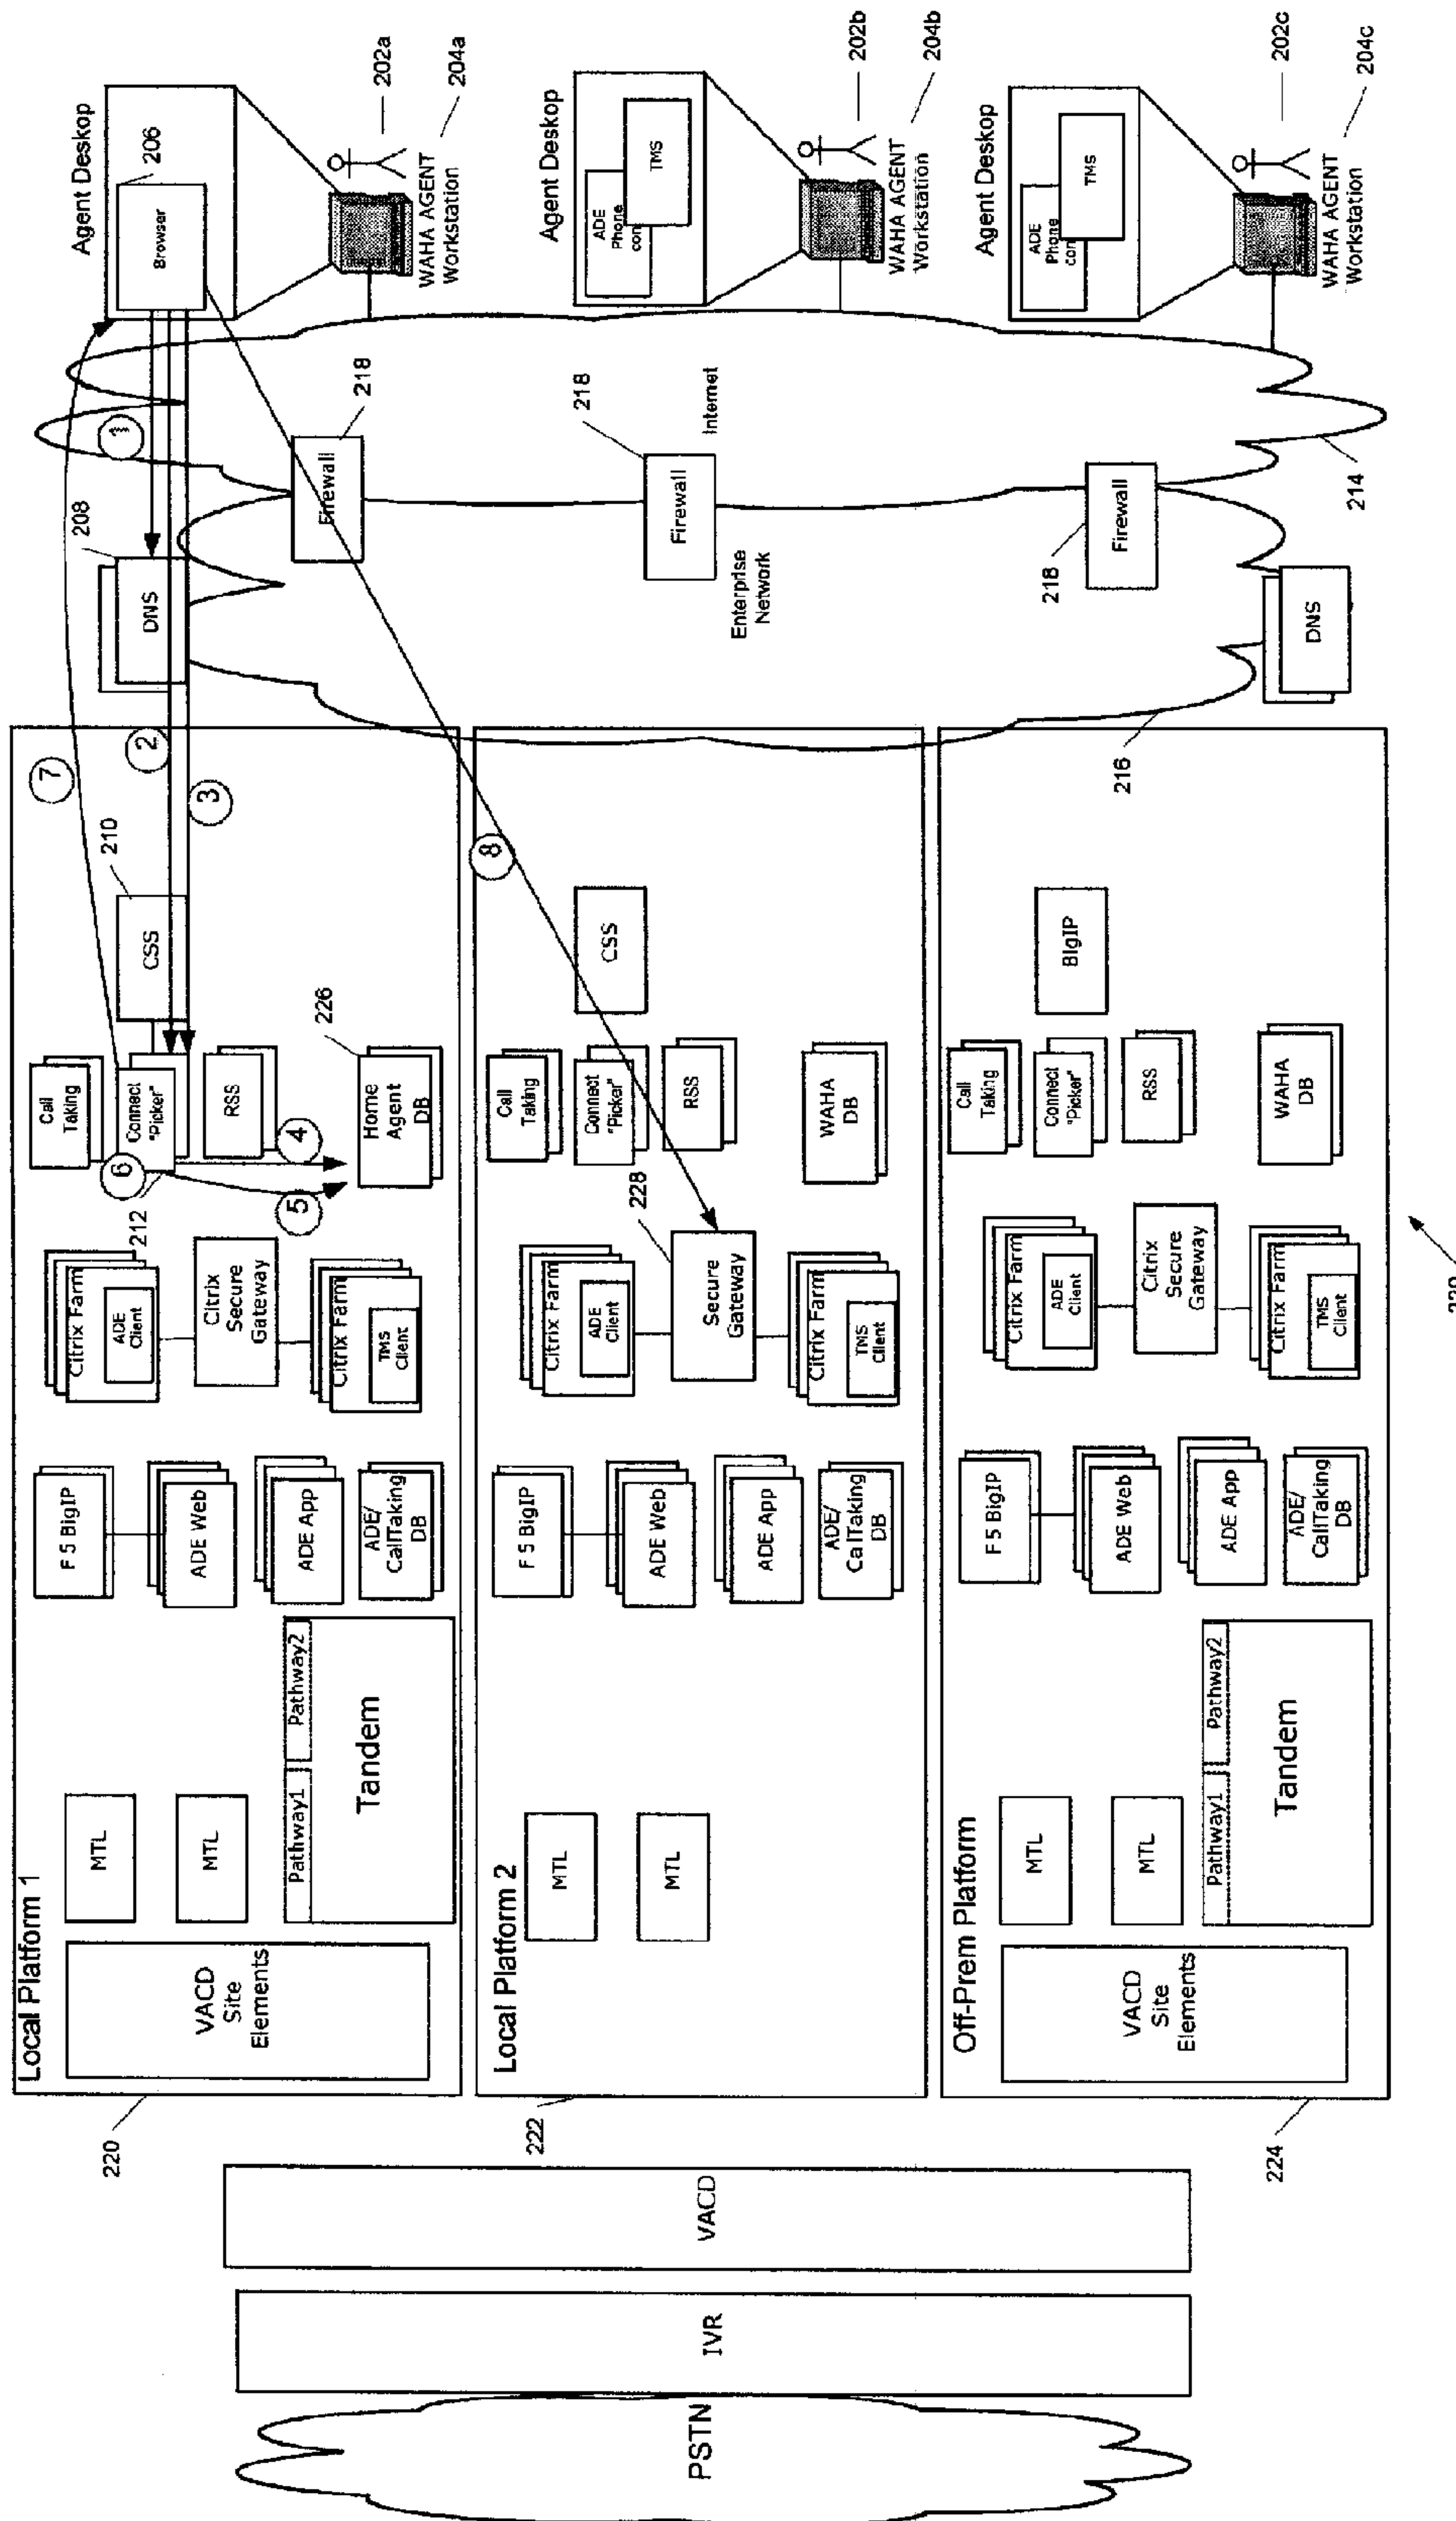 PSTN
IVR
VACD
220
Local Platform 1
VACD
Site
Elements
MTL
MTL
Pathway1
Pathway2
Tandem
F 5 BigIP
ADE Web
ADE App
ADE/
CallTaking
DB
Citrix Farm
ADE
Client
Citrix
Secure
Gateway
Citrix Farm
TMS
Client
212
Call
Taking
Connect
"Picker"
RSS
Home
Agent
DB
226
4
5
6
CSS
210
7
2
3
222
Local Platform 2
MTL
MTL
F 5 BigIP
ADE Web
ADE App
ADE/
CallTaking
DB
Citrix Farm
ADE
Client
Secure
Gateway
228
Citrix Farm
TMS
Client
Call
Taking
Connect
"Picker"
RSS
WAHA
DB
CSS
8
224
Off-Prem Platform
VACD
Site
Elements
MTL
MTL
Pathway1
Pathway2
Tandem
F 5 BigIP
ADE Web
ADE App
ADE/
CallTaking
DB
Citrix Farm
ADE
Client
Citrix
Secure
Gateway
Citrix Farm
TMS
Client
Call
Taking
Connect
"Picker"
RSS
WAHA
DB
BigIP
216
DNS
208
1
Firewall
218
Enterprise
Network
Firewall
218
Internet
Firewall
218
DNS
214
Agent Deskop
Browser
206
202a
204a
WAHA AGENT
Workstation
Agent Deskop
ADE
Phone
con
TMS
202b
204b
WAHA AGENT
Workstation
Agent Deskop
ADE
Phone
con
TMS
202c
204c
WAHA AGENT
Workstation